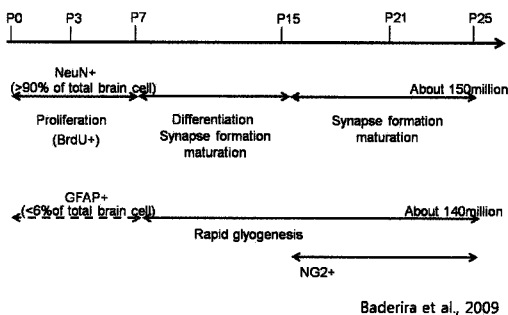 P0 P3 P7 P15 P21 P25
NeuN+
(>90% of total brain cell)
About 150million
Proliferation
(BrdU+)
Differentiation
Synapse formation
maturation
Synapse formation
maturation
GFAP+
(<6%of total brain cell)
About 140million
Rapid glyogenesis
NG2+
Baderira et al., 2009